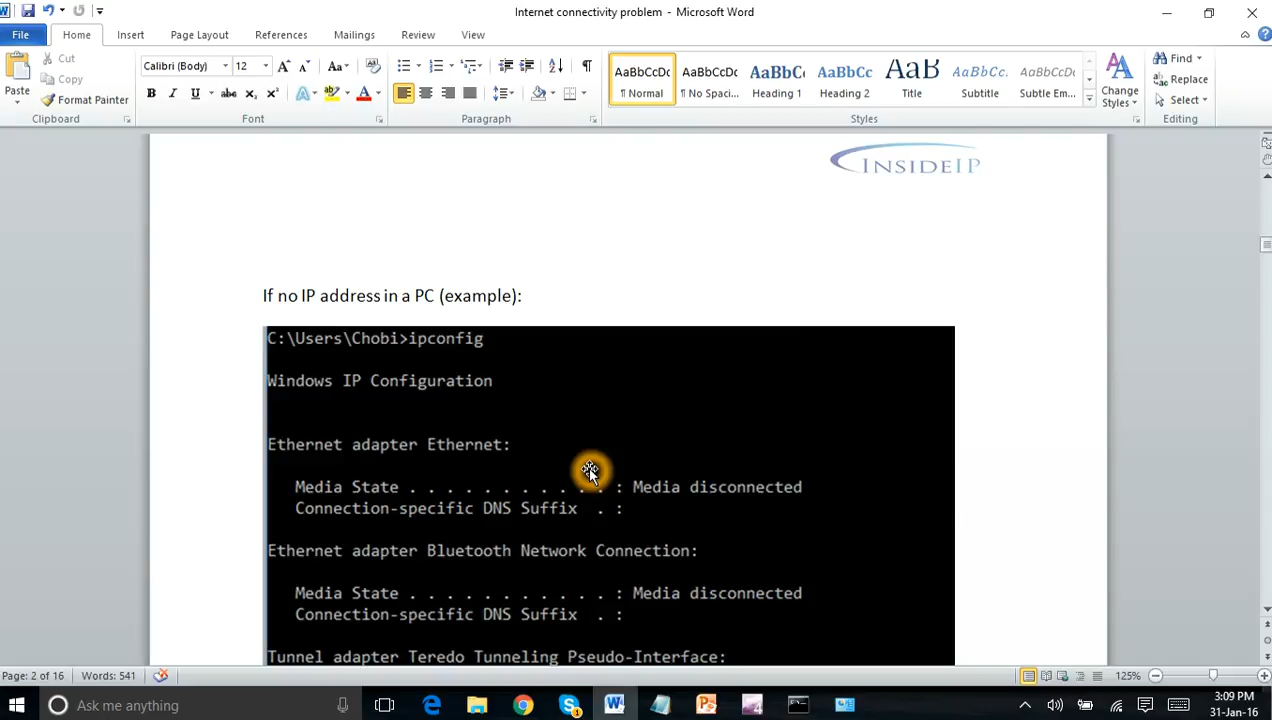 Internet connectivity problem - Microsoft Word
File Home Insert Page Layout References Mailings Review View
Paste
Cut
Copy
Format Painter
Clipboard
Calibri (Body) 12
Font
Paragraph
AaBbCcDc AaBbCcDc AaBbC AaBbCc AaB AaBbCc. AaBbCcDc
¶ Normal ¶ No Spaci... Heading 1 Heading 2 Title Subtitle Subtle Em...
Styles
Change
Styles
Find
Replace
Select
Editing
INSIDEIP
If no IP address in a PC (example):
C:\Users\Chobi>ipconfig
Windows IP Configuration
Ethernet adapter Ethernet:
Media State . . . . . . . . . . . : Media disconnected
Connection-specific DNS Suffix . :
Ethernet adapter Bluetooth Network Connection:
Media State . . . . . . . . . . . : Media disconnected
Connection-specific DNS Suffix . :
Tunnel adapter Teredo Tunneling Pseudo-Interface:
Page: 2 of 16 Words: 541 125%
Ask me anything
3:09 PM
31-Jan-16